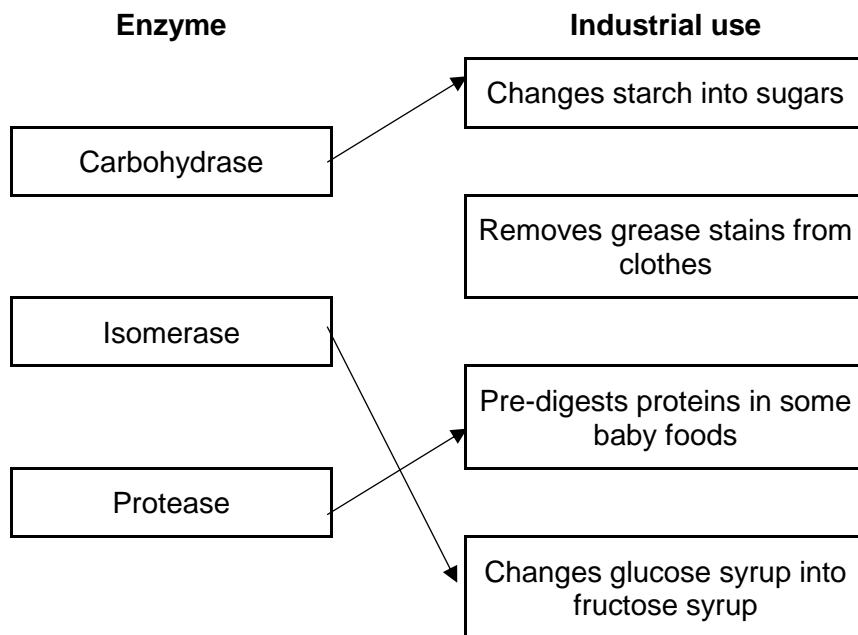 Enzyme
Industrial use
Changes starch into sugars
Carbohydrase
Removes grease stains from
clothes
Isomerase
Pre-digests proteins in some
baby foods
Protease
Changes glucose syrup into
fructose syrup